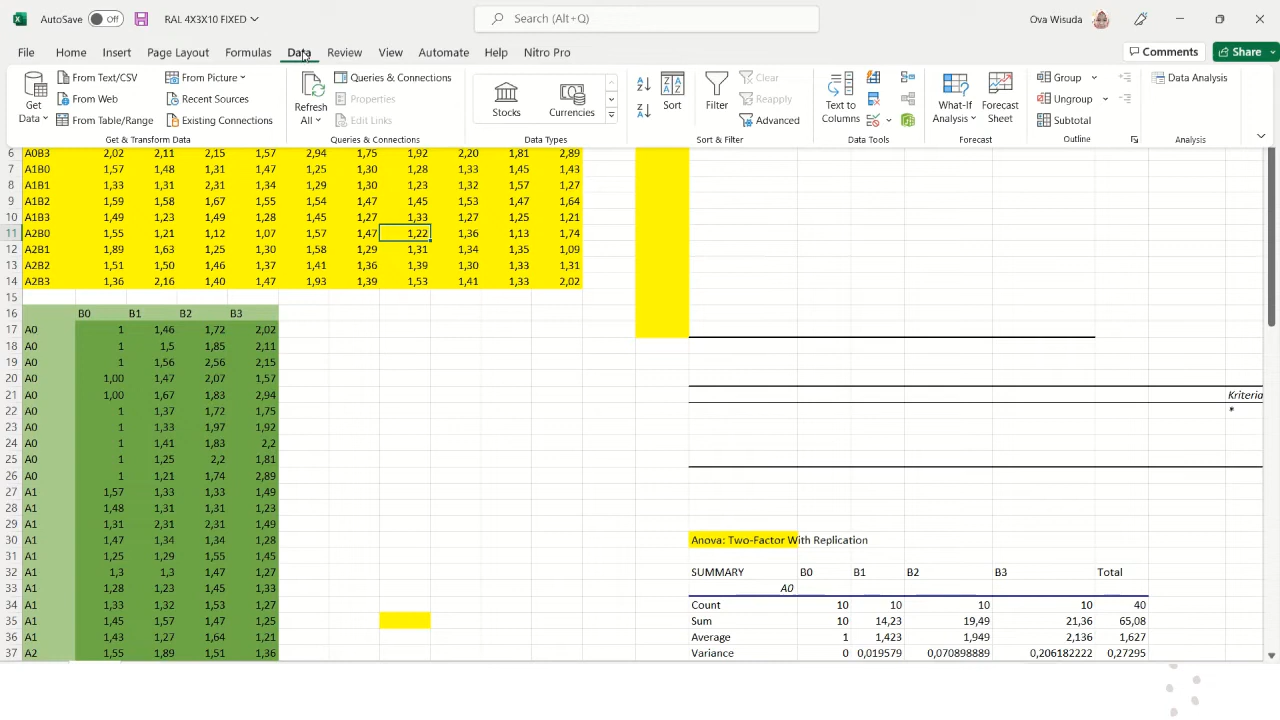 AutoSave Off RAL 4X3X10 FIXED Search (Alt+Q) Ova Wisuda
File Home Insert Page Layout Formulas Data Review View Automate Help Nitro Pro Comments Share
Get Data From Text/CSV From Web From Table/Range From Picture Recent Sources Existing Connections
Refresh All Queries & Connections Properties Edit Links
Stocks Currencies
Sort Filter Clear Reapply Advanced
Text to Columns
What-If Analysis Forecast Sheet
Group Ungroup Subtotal
Data Analysis
Get & Transform Data Queries & Connections Data Types Sort & Filter Data Tools Forecast Outline Analysis
6 A0B3 2,02 2,11 2,15 1,57 2,94 1,75 1,92 2,20 1,81 2,89
7 A1B0 1,57 1,48 1,31 1,47 1,25 1,30 1,28 1,33 1,45 1,43
8 A1B1 1,33 1,31 2,31 1,34 1,29 1,30 1,23 1,32 1,57 1,27
9 A1B2 1,59 1,58 1,67 1,55 1,54 1,47 1,45 1,53 1,47 1,64
10 A1B3 1,49 1,23 1,49 1,28 1,45 1,27 1,33 1,27 1,25 1,21
11 A2B0 1,55 1,21 1,12 1,07 1,57 1,47 1,22 1,36 1,13 1,74
12 A2B1 1,89 1,63 1,25 1,30 1,58 1,29 1,31 1,34 1,35 1,09
13 A2B2 1,51 1,50 1,46 1,37 1,41 1,36 1,39 1,30 1,33 1,31
14 A2B3 1,36 2,16 1,40 1,47 1,93 1,39 1,53 1,41 1,33 2,02
15
16 B0 B1 B2 B3
17 A0 1 1,46 1,72 2,02
18 A0 1 1,5 1,85 2,11
19 A0 1 1,56 2,56 2,15
20 A0 1,00 1,47 2,07 1,57
21 A0 1,00 1,67 1,83 2,94 Kriteria
22 A0 1 1,37 1,72 1,75 *
23 A0 1 1,33 1,97 1,92
24 A0 1 1,41 1,83 2,2
25 A0 1 1,25 2,2 1,81
26 A0 1 1,21 1,74 2,89
27 A1 1,57 1,33 1,33 1,49
28 A1 1,48 1,31 1,31 1,23
29 A1 1,31 2,31 2,31 1,49
30 A1 1,47 1,34 1,34 1,28 Anova: Two-Factor With Replication
31 A1 1,25 1,29 1,55 1,45
32 A1 1,3 1,3 1,47 1,27 SUMMARY B0 B1 B2 B3 Total
33 A1 1,28 1,23 1,45 1,33 A0
34 A1 1,33 1,32 1,53 1,27 Count 10 10 10 10 40
35 A1 1,45 1,57 1,47 1,25 Sum 10 14,23 19,49 21,36 65,08
36 A1 1,43 1,27 1,64 1,21 Average 1 1,423 1,949 2,136 1,627
37 A2 1,55 1,89 1,51 1,36 Variance 0 0,019579 0,070898889 0,206182222 0,27295